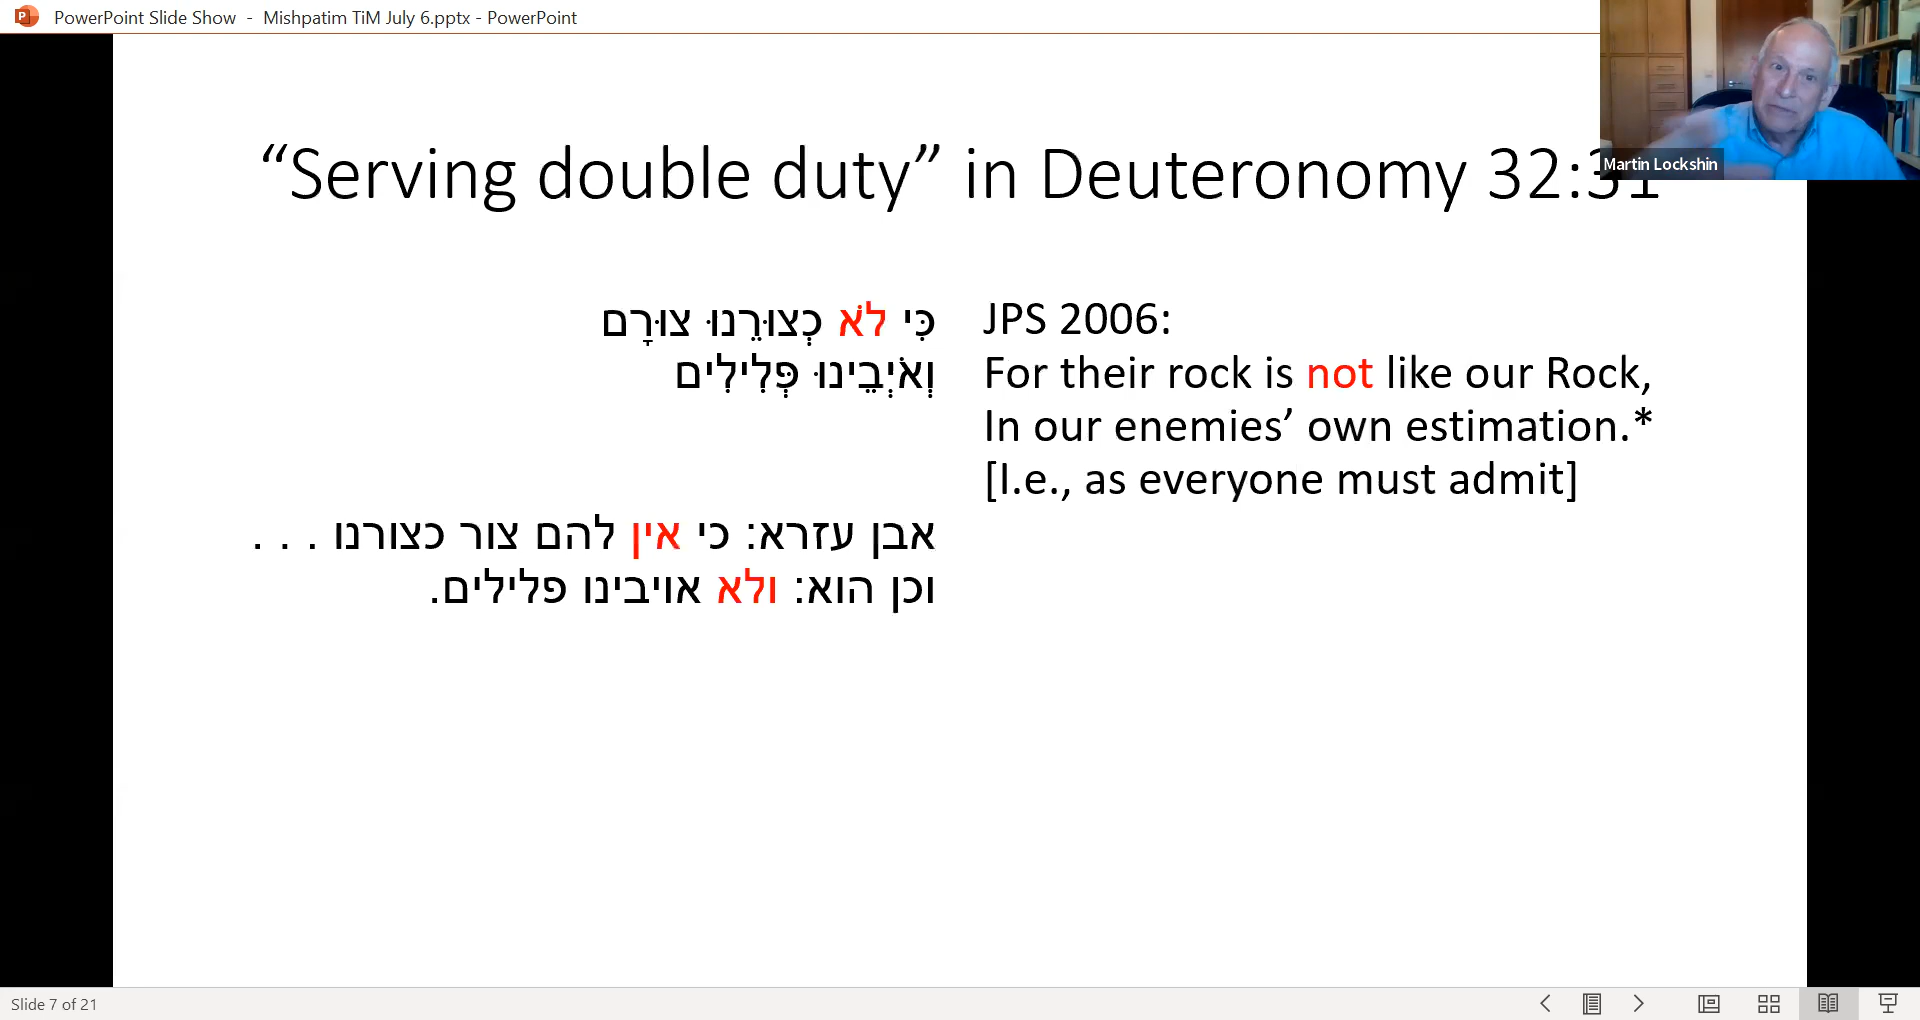 PowerPoint Slide Show - Mishpatim TiM July 6.pptx - PowerPoint
Martin Lockshin
“Serving double duty” in Deuteronomy 32:31
כִּי לֹא כְצוּרֵנוּ צוּרָם
וְאֹיְבֵינוּ פְּלִילִים
אבן עזרא: כי אין להם צור כצורנו . . .
וכן הוא: ולא אויבינו פלילים.
JPS 2006:
For their rock is not like our Rock,
In our enemies’ own estimation.*
[I.e., as everyone must admit]
Slide 7 of 21